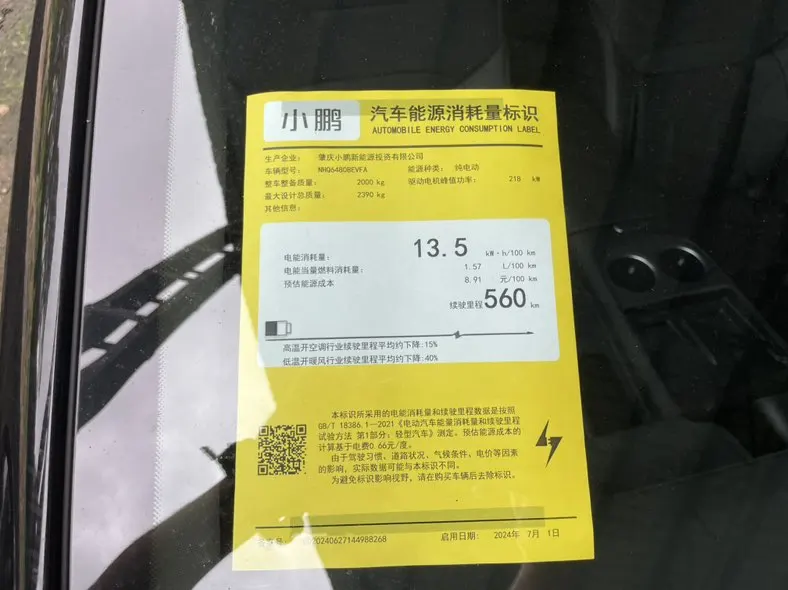 小鹏
汽车能源消耗量标识
AUTOMOBILE ENERGY CONSUMPTION LABEL
生产企业: 肇庆小鹏新能源投资有限公司
车辆型号: NHQ6480BEVFA 能源种类: 纯电动
整车整备质量: 2000 kg 驱动电机峰值功率: 218 kW
最大设计总质量: 2390 kg
其他信息:
电能消耗量: 13.5 kW·h/100 km
电能当量燃料消耗量: 1.57 L/100 km
预估能源成本 8.91 元/100 km
续驶里程 560 km
高温开空调行业续驶里程平均约下降:15%
低温开暖风行业续驶里程平均约下降:40%
本标识所采用的电能消耗量和续驶里程数据是按照
GB/T 18386.1—2021《电动汽车能量消耗量和续驶里程
试验方法 第1部分: 轻型汽车》测定。预估能源成本的
计算基于电费0.66元/度。
由于驾驶习惯、道路状况、气候条件、电价等因素
的影响, 实际数据可能与本标识不同。
为避免标识影响视野, 请在购买车辆后去除标识。
20240627144988268 启用日期: 2024年 7月 1日